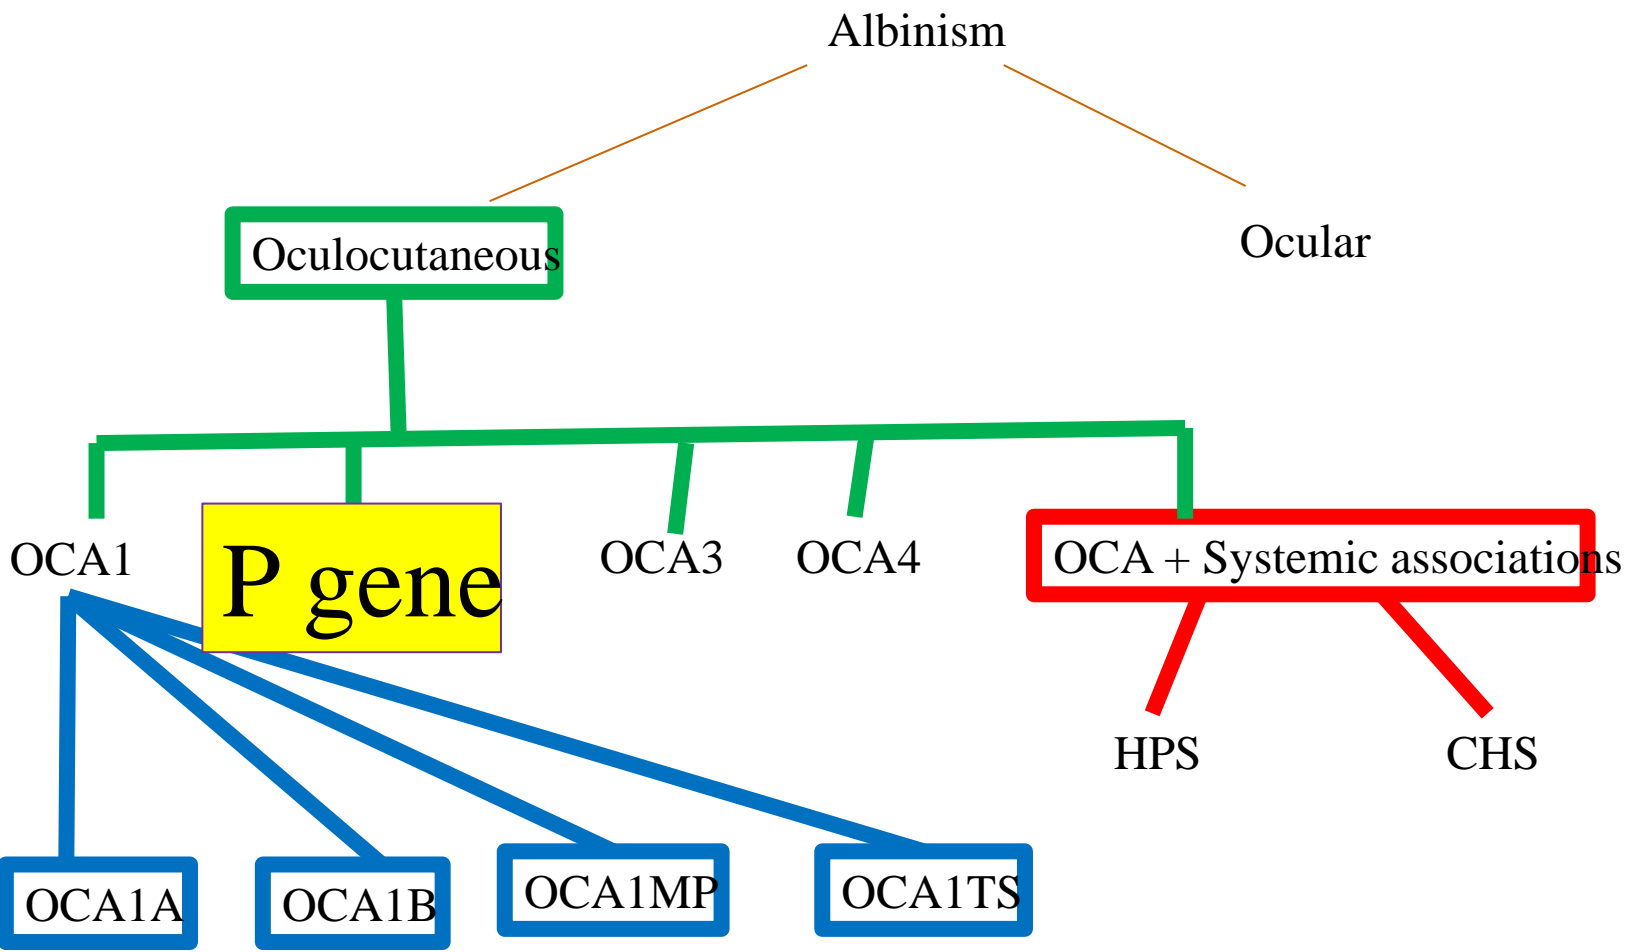 Albinism
Oculocutaneous
Ocular
OCA1
P gene
OCA3
OCA4
OCA + Systemic associations
HPS
CHS
OCA1A
OCA1B
OCA1MP
OCA1TS